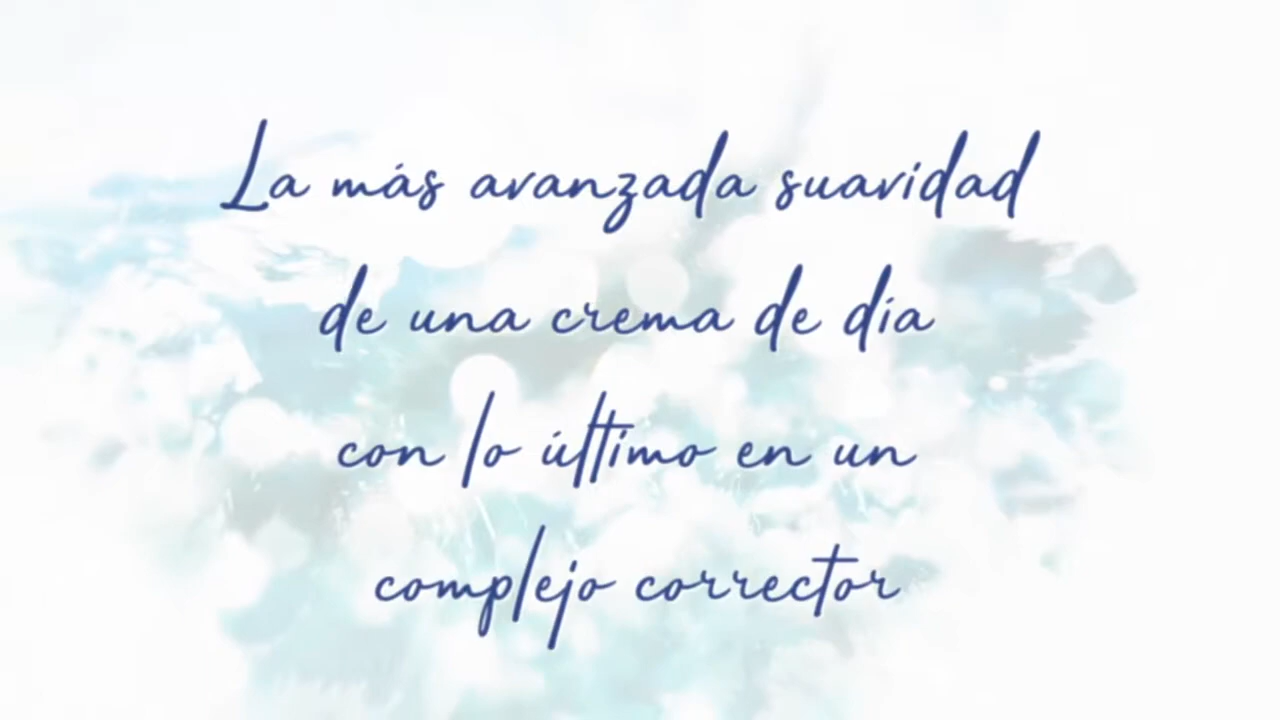 La más avanzada suavidad
de una crema de día
con lo último en un
complejo corrector